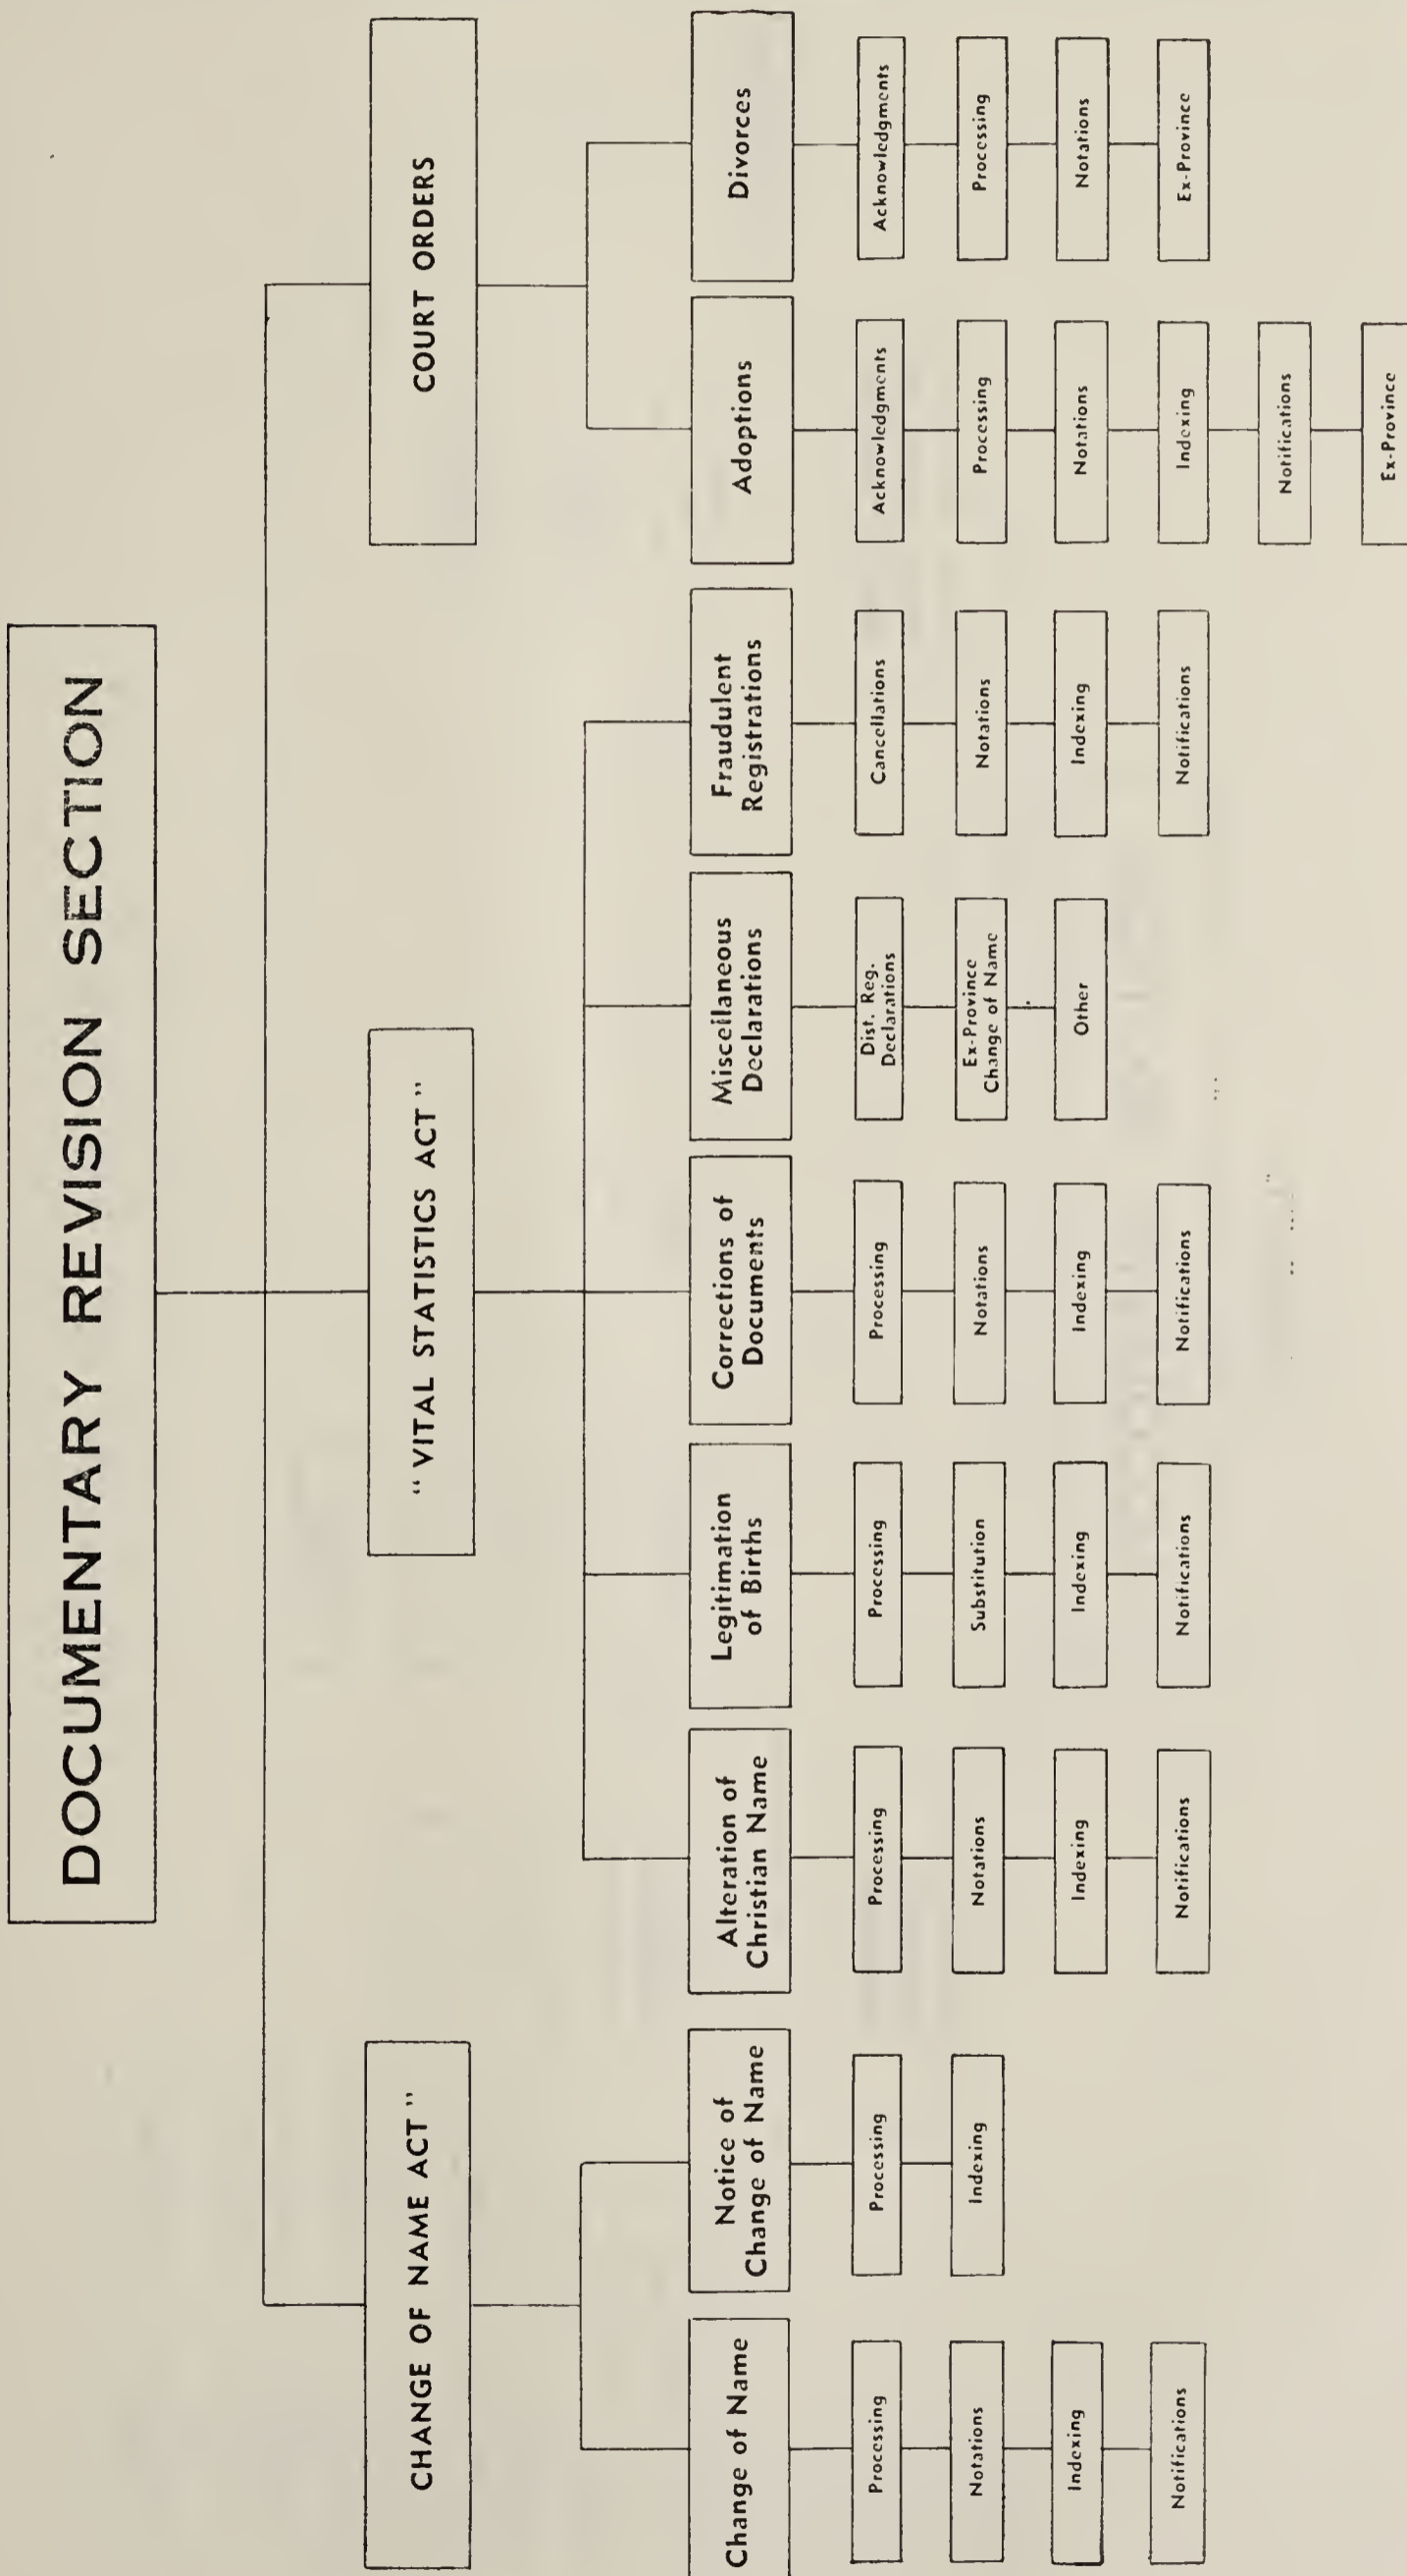 DOCUMENTARY REVISION SECTION
CHANGE OF NAME ACT"
" VITAL STATISTICS ACT "
COURT ORDERS
Change of Name
Processing
Notations
Indexing
Notifications
Notice of
Change of Name
Processing
Indexing
Alteration of
Christian Name
Processing
Notations
Indexing
Notifications
Legitimation
of Births
Processing
Substitution
Indexing
Notifications
Corrections of
Documents
Processing
Notations
Indexing
Notifications
Miscellaneous
Declarations
Dist. Reg.
Declarations
Ex-Province
Change of Name
Other
Fraudulent
Registrations
Cancellations
Notations
Indexing
Notifications
Adoptions
Acknowledgments
Processing
Notations
Indexing
Notifications
Ex-Province
Divorces
Acknowledgments
Processing
Notations
Ex-Province